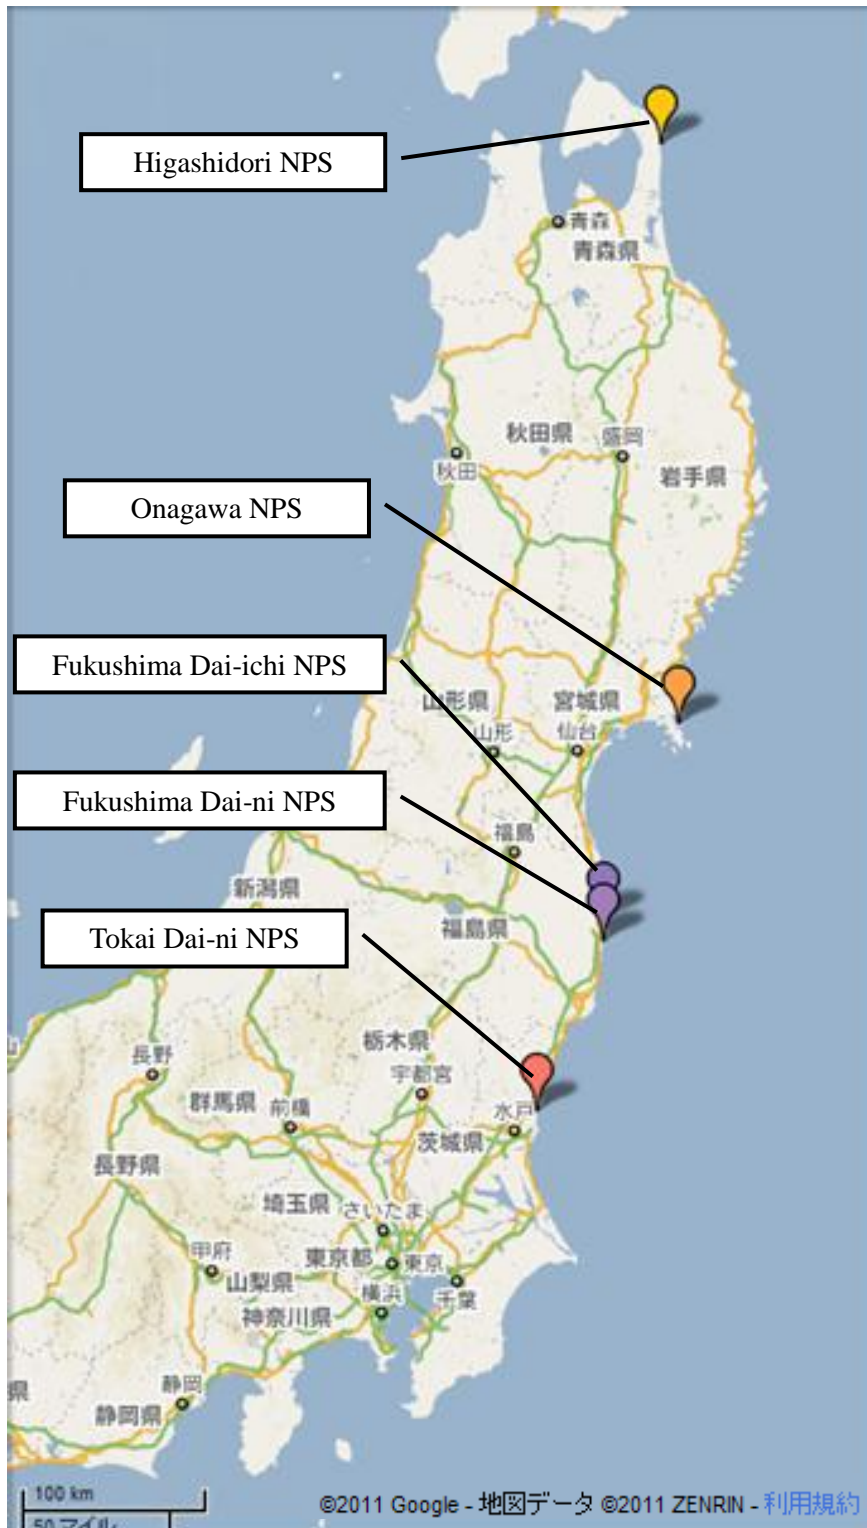 Higashidori NPS
青森
青森県
秋田県
盛岡
秋田
岩手県
Onagawa NPS
Fukushima Dai-ichi NPS
山形県
宮城県
山形
仙台
Fukushima Dai-ni NPS
福島
新潟県
福島県
Tokai Dai-ni NPS
山
栃木県
長野
宇都宮
群馬県
前橋
水戸
茨城県
長野県
埼玉県
さいたま
東京都
東京
甲府
山梨県
横浜
千葉
神奈川県
県
静岡
静岡県
100 km
50 マイル
©2011 Google - 地図データ ©2011 ZENRIN - 利用規約